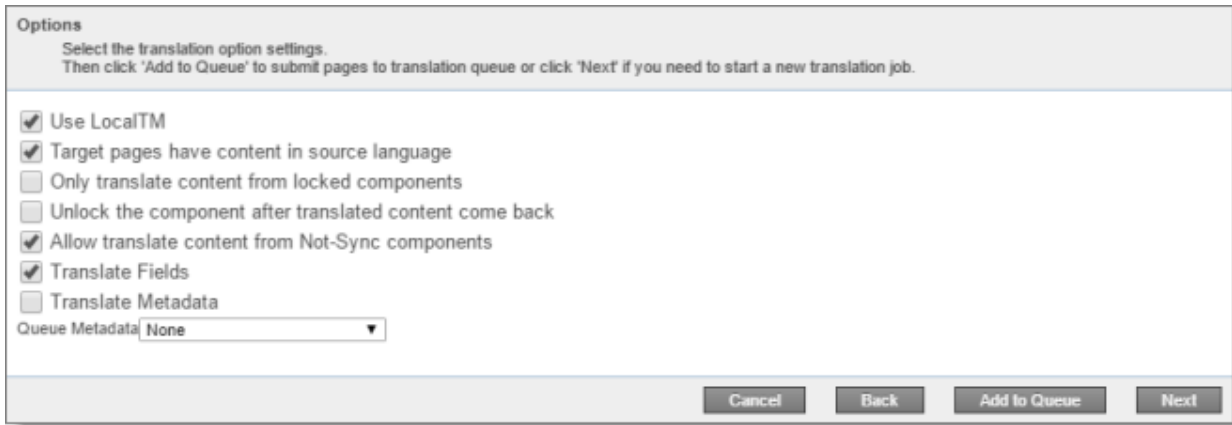 Options
Select the translation option settings.
Then click 'Add to Queue' to submit pages to translation queue or click 'Next' if you need to start a new translation job.
Use LocalTM
Target pages have content in source language
Only translate content from locked components
Unlock the component after translated content come back
Allow translate content from Not-Sync components
Translate Fields
Translate Metadata
Queue Metadata None
Cancel Back Add to Queue Next